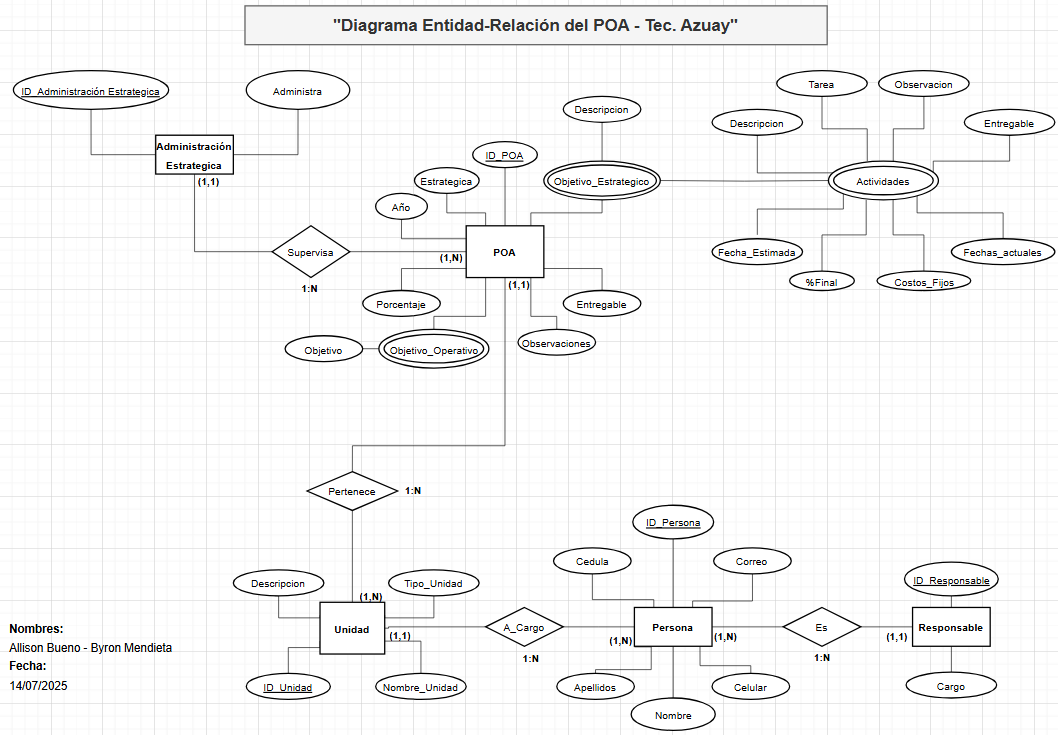 "Diagrama Entidad-Relación del POA - Tec. Azuay"
ID_Administración Estrategica
Administra
Administración
Estrategica
(1,1)
Supervisa
1:N
(1,N)
POA
(1,1)
ID_POA
Estrategica
Año
Descripcion
Objetivo_Estrategico
Porcentaje
Objetivo
Objetivo_Operativo
Observaciones
Entregable
Tarea
Observacion
Descripcion
Entregable
Actividades
Fecha_Estimada
%Final
Costos_Fijos
Fechas_actuales
Pertenece
1:N
Descripcion
Tipo_Unidad
(1,N)
Unidad
(1,1)
ID_Unidad
Nombre_Unidad
A_Cargo
1:N
ID_Persona
Cedula
Correo
(1,N)
Persona
(1,N)
Apellidos
Nombre
Celular
Es
1:N
ID_Responsable
(1,1)
Responsable
Cargo
Nombres:
Allison Bueno - Byron Mendieta
Fecha:
14/07/2025